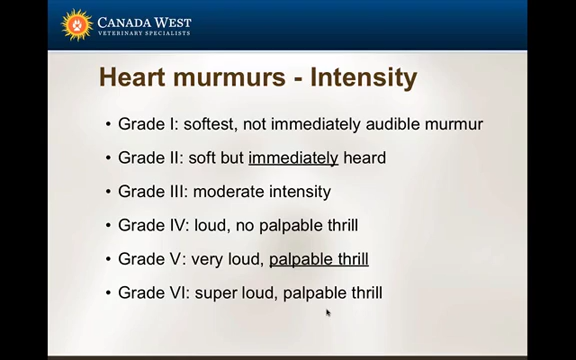 CANADA WEST
VETERINARY SPECIALISTS
Heart murmurs - Intensity
• Grade I: softest, not immediately audible murmur
• Grade II: soft but immediately heard
• Grade III: moderate intensity
• Grade IV: loud, no palpable thrill
• Grade V: very loud, palpable thrill
• Grade VI: super loud, palpable thrill